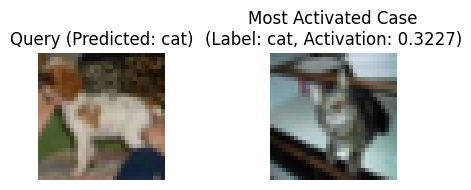 Query (Predicted: cat)
Most Activated Case
(Label: cat, Activation: 0.3227)